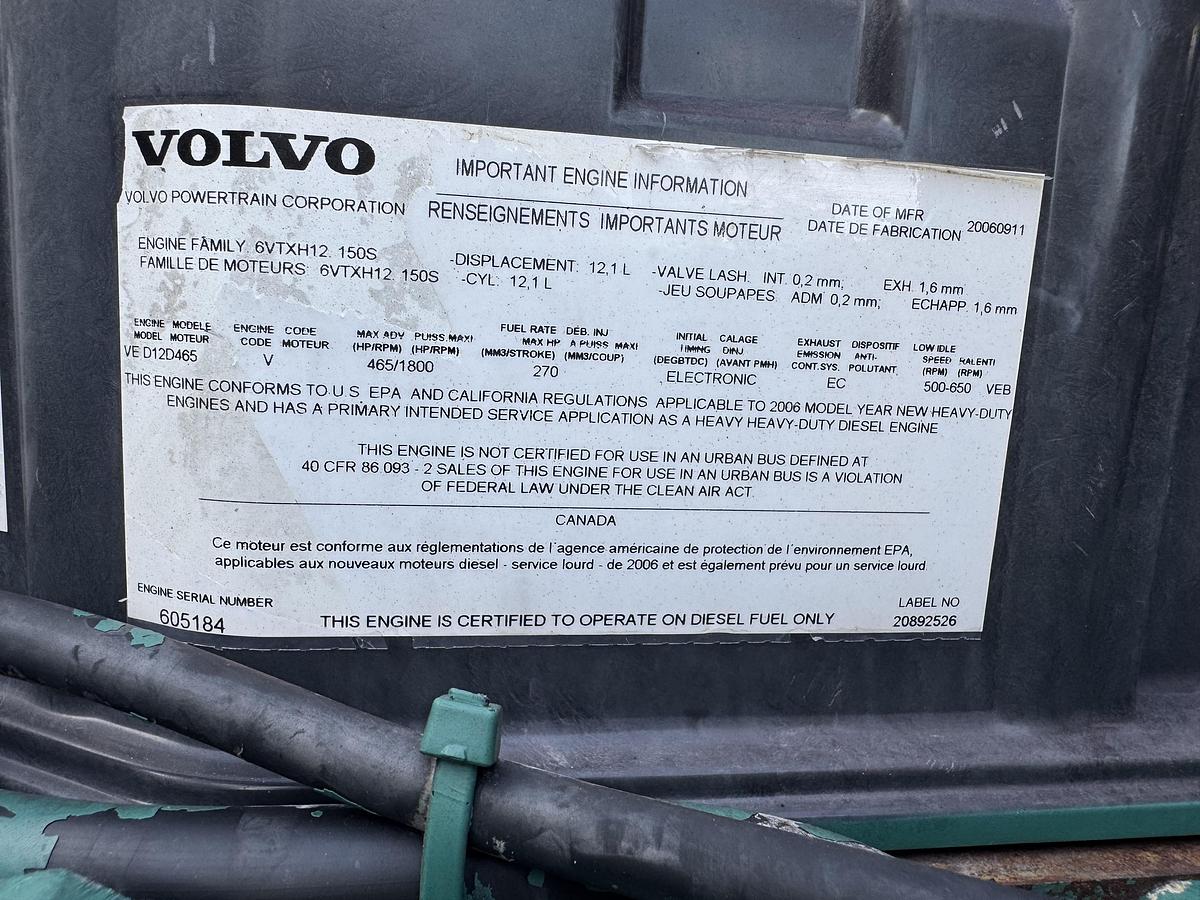 VOLVO
IMPORTANT ENGINE INFORMATION
VOLVO POWERTRAIN CORPORATION
RENSEIGNEMENTS IMPORTANTS MOTEUR
DATE OF MFR
DATE DE FABRICATION 20060911
ENGINE FAMILY 6VTXH12. 150S
FAMILLE DE MOTEURS: 6VTXH12. 150S
-DISPLACEMENT: 12,1 L
-CYL: 12,1 L
-VALVE LASH. INT. 0,2 mm; EXH. 1,6 mm
-JEU SOUPAPES ADM 0,2 mm; ECHAPP. 1,6 mm
ENGINE MODELE
MODEL MOTEUR
VE D12D465
ENGINE CODE
CODE MOTEUR
V
MAX ADV PUISS.MAXI
(HP/RPM) (HP/RPM)
465/1800
FUEL RATE DEB. INJ
MAX HP A PUISS. MAXI
(MM3/STROKE) (MM3/COUP)
270
INITIAL CALAGE
TIMING DINJ
(DEGBTDC) (AVANT PMH)
ELECTRONIC
EXHAUST DISPOSITIF
EMISSION ANTI-
CONT.SYS. POLUTANT
EC
LOW IDLE
SPEED RALENTI
(RPM) (RPM)
500-650 VEB
THIS ENGINE CONFORMS TO U.S EPA AND CALIFORNIA REGULATIONS APPLICABLE TO 2006 MODEL YEAR NEW HEAVY-DUTY
ENGINES AND HAS A PRIMARY INTENDED SERVICE APPLICATION AS A HEAVY HEAVY-DUTY DIESEL ENGINE
THIS ENGINE IS NOT CERTIFIED FOR USE IN AN URBAN BUS DEFINED AT
40 CFR 86.093 - 2 SALES OF THIS ENGINE FOR USE IN AN URBAN BUS IS A VIOLATION
OF FEDERAL LAW UNDER THE CLEAN AIR ACT.
CANADA
Ce moteur est conforme aux réglementations de l'agence américaine de protection de l'environnement EPA,
applicables aux nouveaux moteurs diesel - service lourd - de 2006 et est également prévu pour un service lourd.
ENGINE SERIAL NUMBER
605184
THIS ENGINE IS CERTIFIED TO OPERATE ON DIESEL FUEL ONLY
LABEL NO
20892526